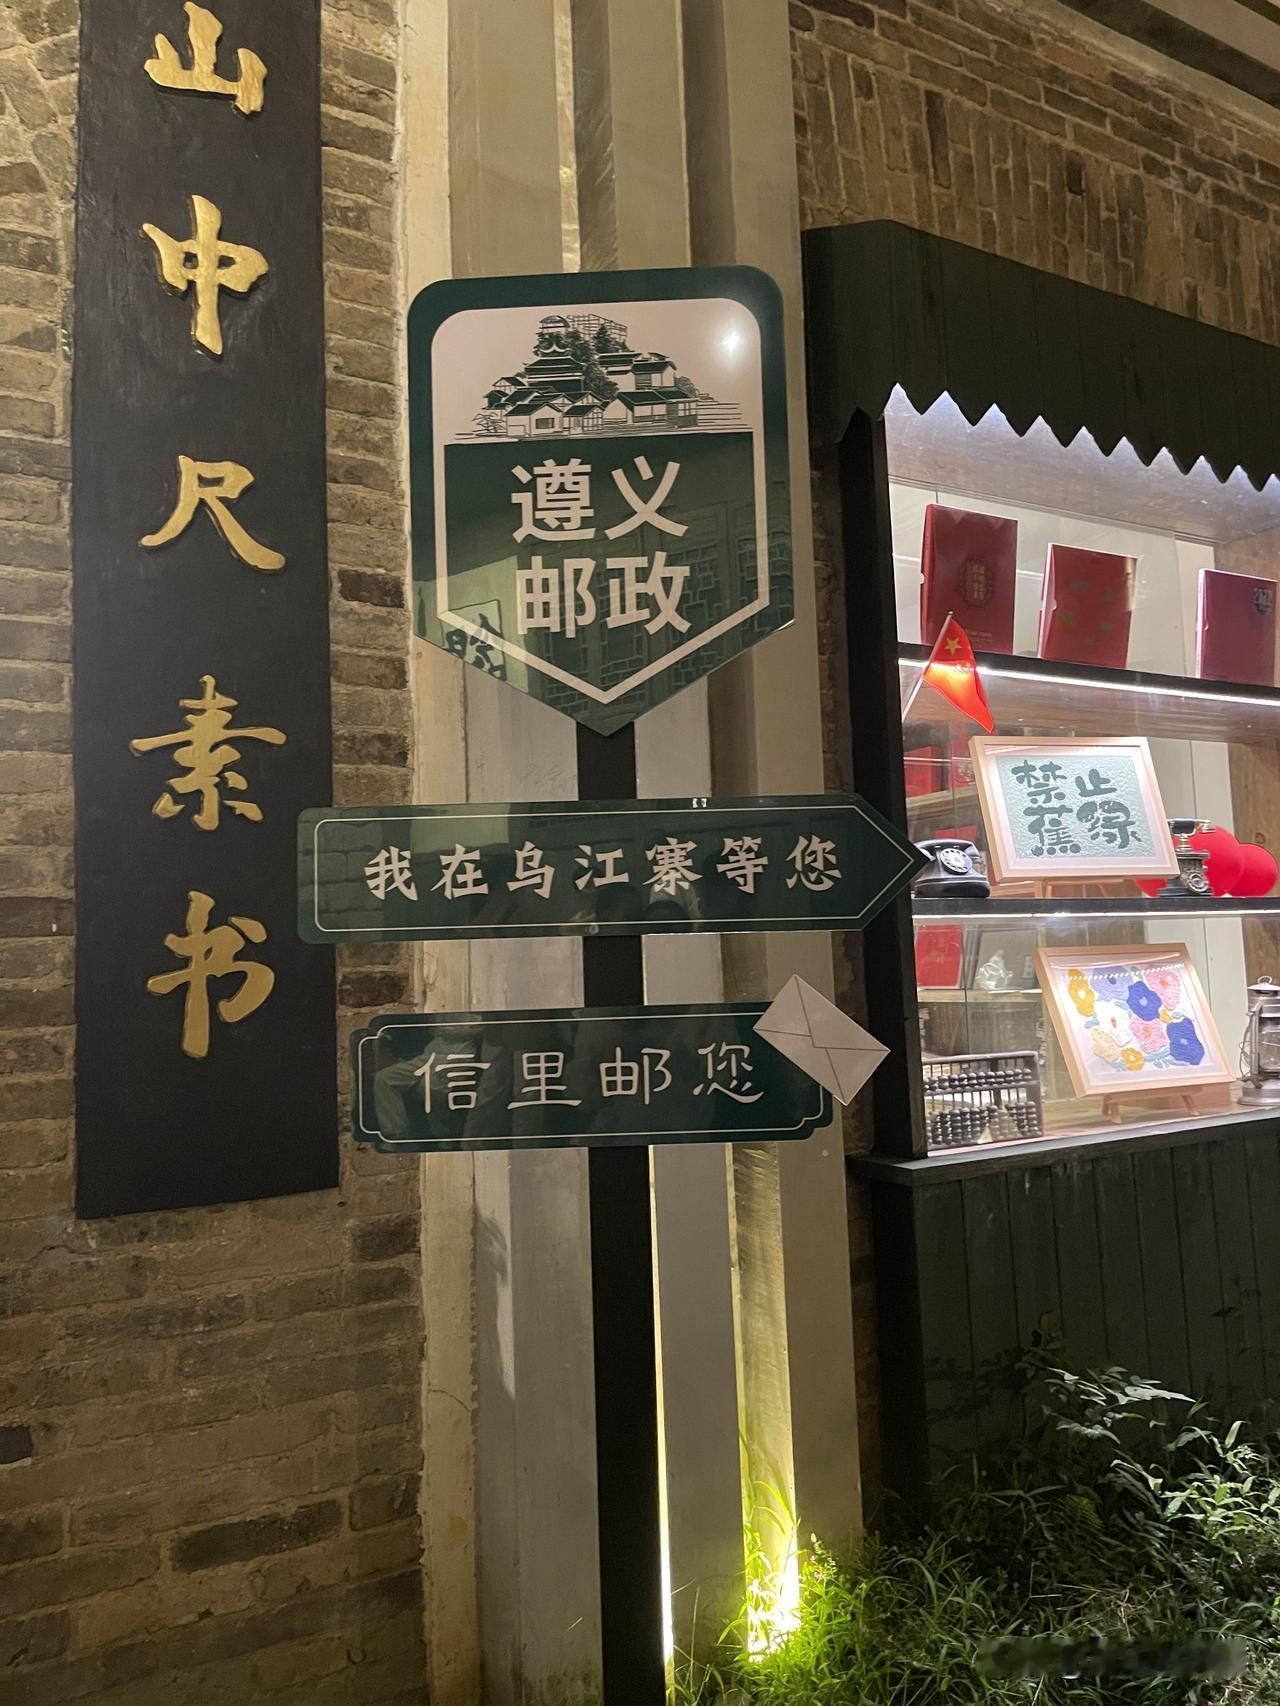 山中尺素书
遵义
邮政
我在乌江寨等您
信里邮您
禁止
蕉绿